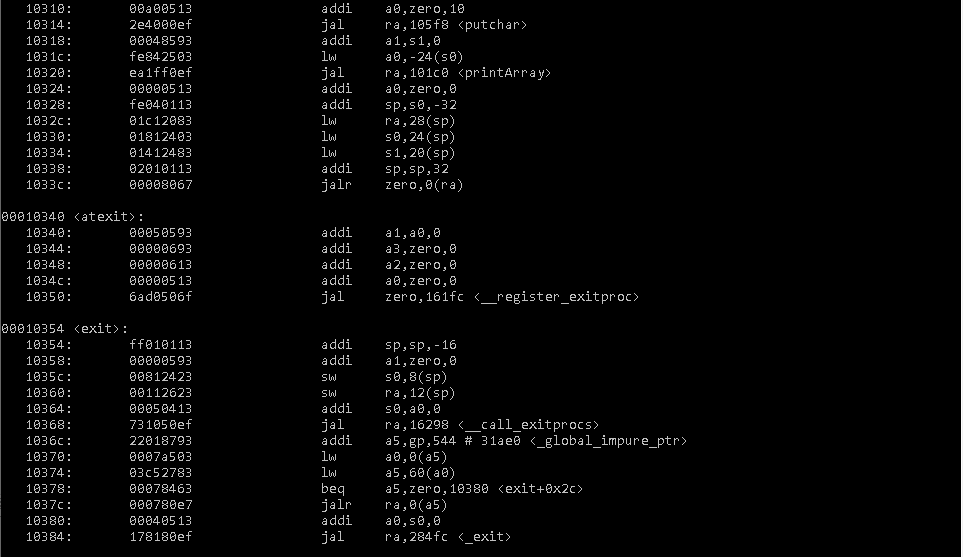 10310: 00a00513 addi a0,zero,10
10314: 2e4000ef jal ra,105f8 <putchar>
10318: 00048593 addi a1,s1,0
1031c: fe842503 lw a0,-24(s0)
10320: ea1ff0ef jal ra,101c0 <printArray>
10324: 00000513 addi a0,zero,0
10328: fe040113 addi sp,s0,-32
1032c: 01c12083 lw ra,28(sp)
10330: 01812403 lw s0,24(sp)
10334: 01412483 lw s1,20(sp)
10338: 02010113 addi sp,sp,32
1033c: 00008067 jalr zero,0(ra)
00010340 <atexit>:
10340: 00050593 addi a1,a0,0
10344: 00000693 addi a3,zero,0
10348: 00000613 addi a2,zero,0
1034c: 00000513 addi a0,zero,0
10350: 6ad0506f jal zero,161fc <__register_exitproc>
00010354 <exit>:
10354: ff010113 addi sp,sp,-16
10358: 00000593 addi a1,zero,0
1035c: 00812423 sw s0,8(sp)
10360: 00112623 sw ra,12(sp)
10364: 00050413 addi s0,a0,0
10368: 731050ef jal ra,16298 <__call_exitprocs>
1036c: 22018793 addi a5,gp,544 # 31ae0 <_global_impure_ptr>
10370: 0007a503 lw a0,0(a5)
10374: 03c52783 lw a5,60(a0)
10378: 00078463 beq a5,zero,10380 <exit+0x2c>
1037c: 000780e7 jalr ra,0(a5)
10380: 00040513 addi a0,s0,0
10384: 178180ef jal ra,284fc <_exit>